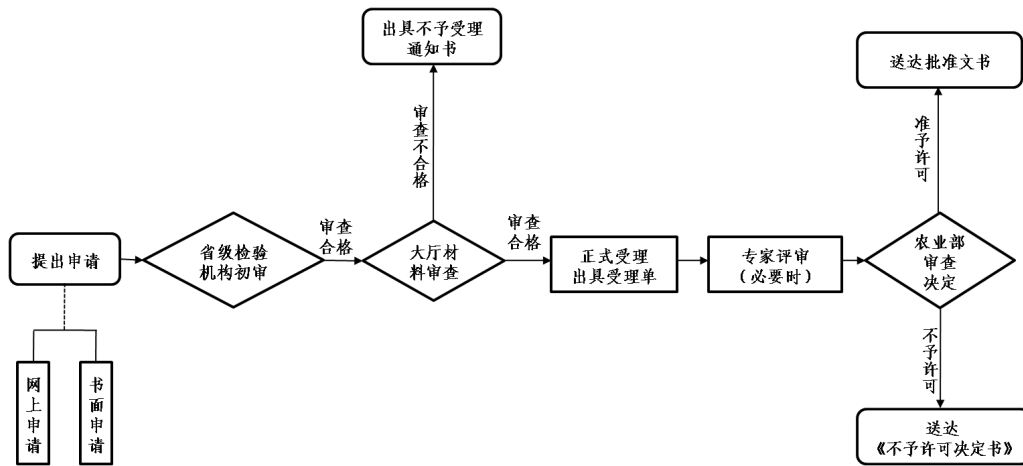 出具不予受理
通知书
送达批准文书
审查不合格
准予许可
提出申请
省级检验
机构初审
审查
合格
大厅材
料审查
审查
合格
正式受理
出具受理单
专家评审
（必要时）
农业部
审查
决定
不予许可
网上申请
书面申请
送达
《不予许可决定书》